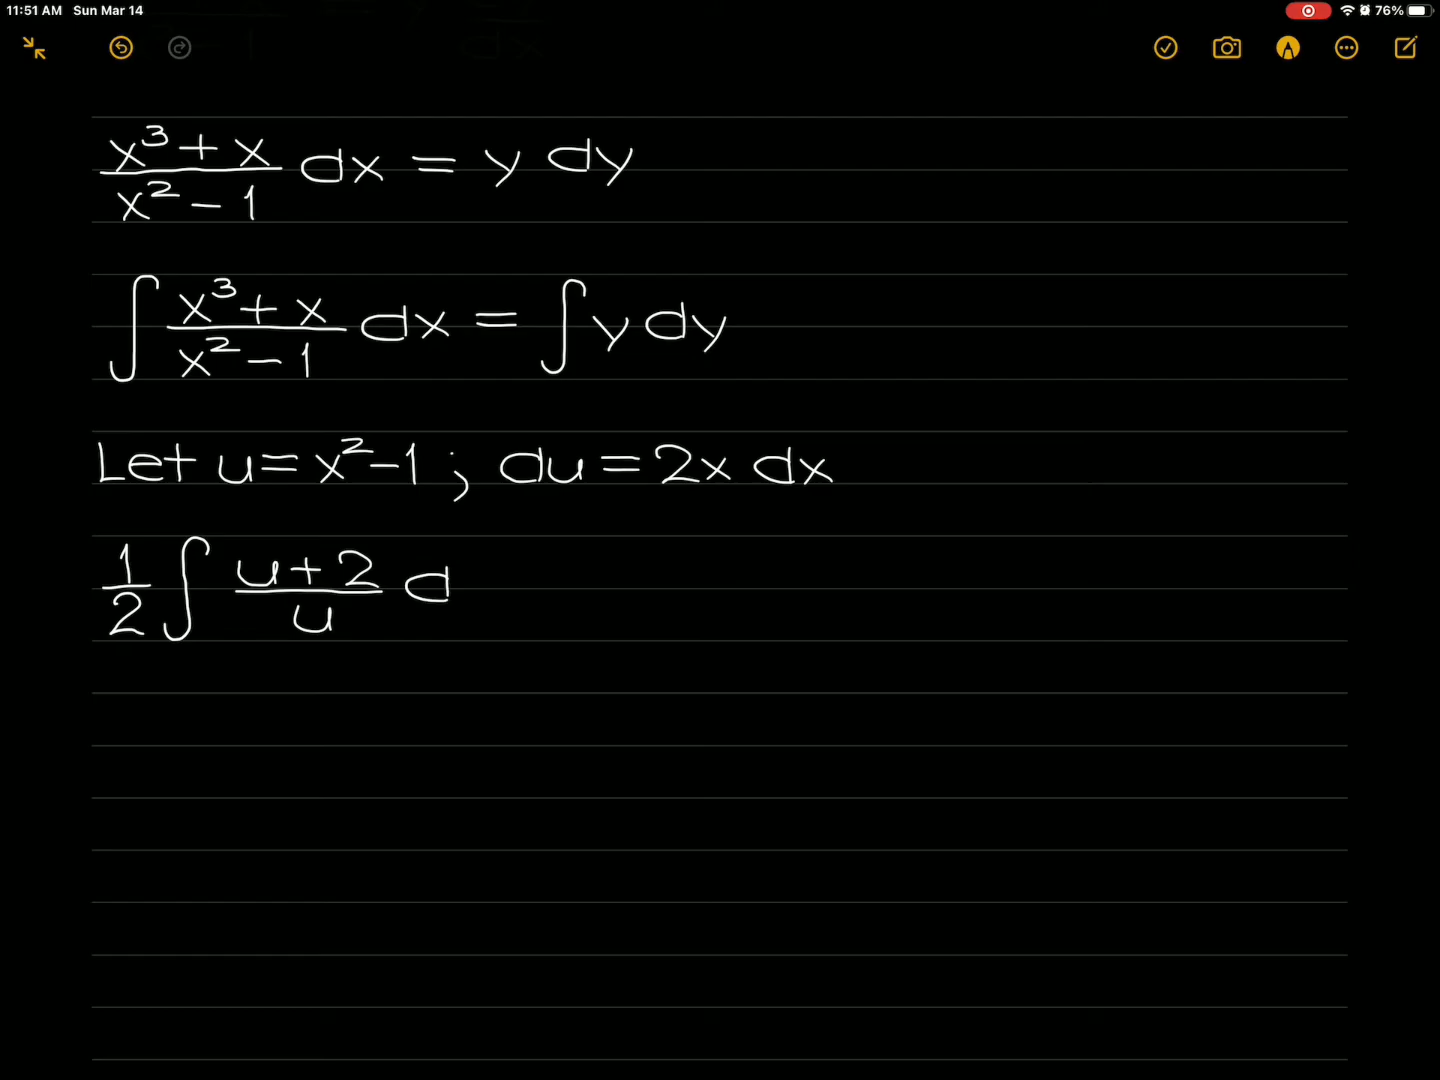 11:51 AM Sun Mar 14 76%
x³ + x / x² − 1 dx = y dy
∫ x³ + x / x² − 1 dx = ∫ y dy
Let u = x² − 1 ; du = 2x dx
1/2 ∫ u + 2 / u d